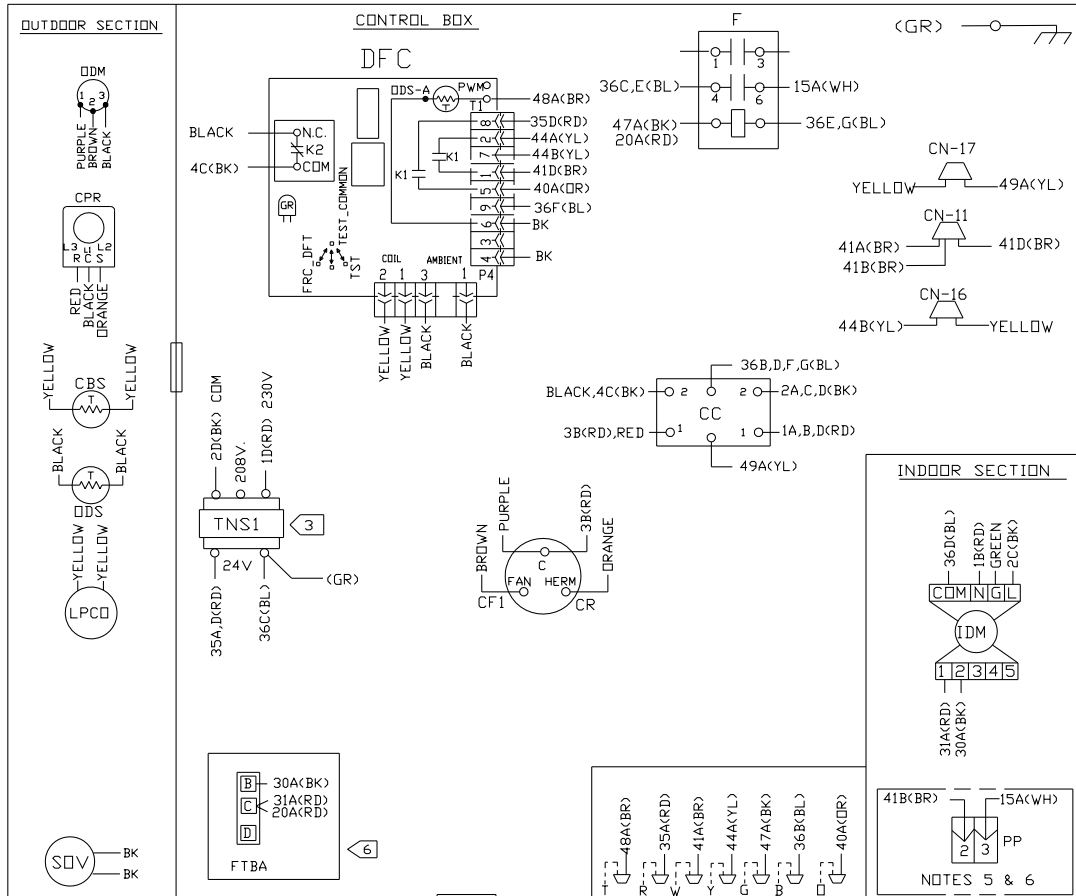 OUTDOOR SECTION
ODM
1 2 3
PURPLE
BROWN
BLACK
CPR
L3 L1 L2
R C S
RED
BLACK
ORANGE
YELLOW
YELLOW
CBS
T
BLACK
BLACK
T
ODS
YELLOW
YELLOW
LPCO
SOV
BK
BK
CONTROL BOX
DFC
BLACK
4C(BK)
N.C.
K2
COM
GR
FRC_DFT
TEST_COMMON
TST
ODS-A
T
PWM
T1
K1
K1
8
2
7
1
5
9
6
3
4
P4
48A(BR)
35D(RD)
44A(YL)
44B(YL)
41D(BR)
40A(OR)
36F(BL)
BK
BK
COIL
AMBIENT
2 1 3 1
YELLOW
YELLOW
BLACK
BLACK
F
1 3
36C,E(BL)
4 6
15A(WH)
47A(BK)
20A(RD)
36E,G(BL)
(GR)
CN-17
YELLOW
49A(YL)
CN-11
41A(BR)
41D(BR)
41B(BR)
CN-16
44B(YL)
YELLOW
36B,D,F,G(BL)
BLACK,4C(BK)
2 2
2A,C,D(BK)
CC
3B(RD),RED
1 1
1A,B,D(RD)
49A(YL)
2D(BK) COM
208V.
1D(RD) 230V
TNS1
3
24V
(GR)
35A,D(RD)
36C(BL)
BROWN
PURPLE
3B(RD)
ORANGE
C
FAN HERM
CF1
CR
B
30A(BK)
C
31A(RD)
20A(RD)
D
FTBA
6
48A(BR)
35A(RD)
41A(BR)
44A(YL)
47A(BK)
36B(BL)
40A(OR)
T R W Y G B O
INDOOR SECTION
36D(BL)
1B(RD)
GREEN
2C(BK)
COM N G L
IDM
1 2 3 4 5
31A(RD)
30A(BK)
41B(BR)
15A(WH)
2 3
PP
NOTES 5 & 6